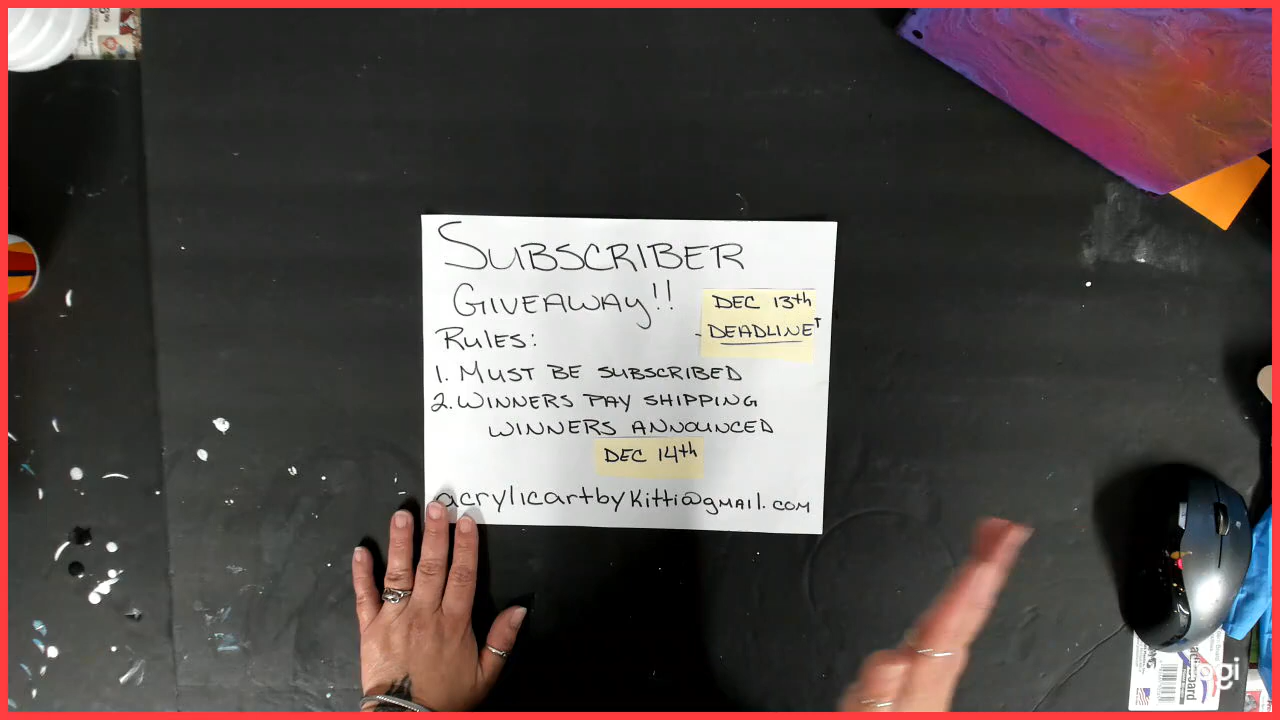 SUBSCRIBER
GIVEAWAY!!
DEC 13th
DEADLINE
Rules:
1. MUST BE SUBSCRIBED
2. WINNERS PAY SHIPPING
WINNERS ANNOUNCED
DEC 14th
acrylicartbykitti@gmail.com